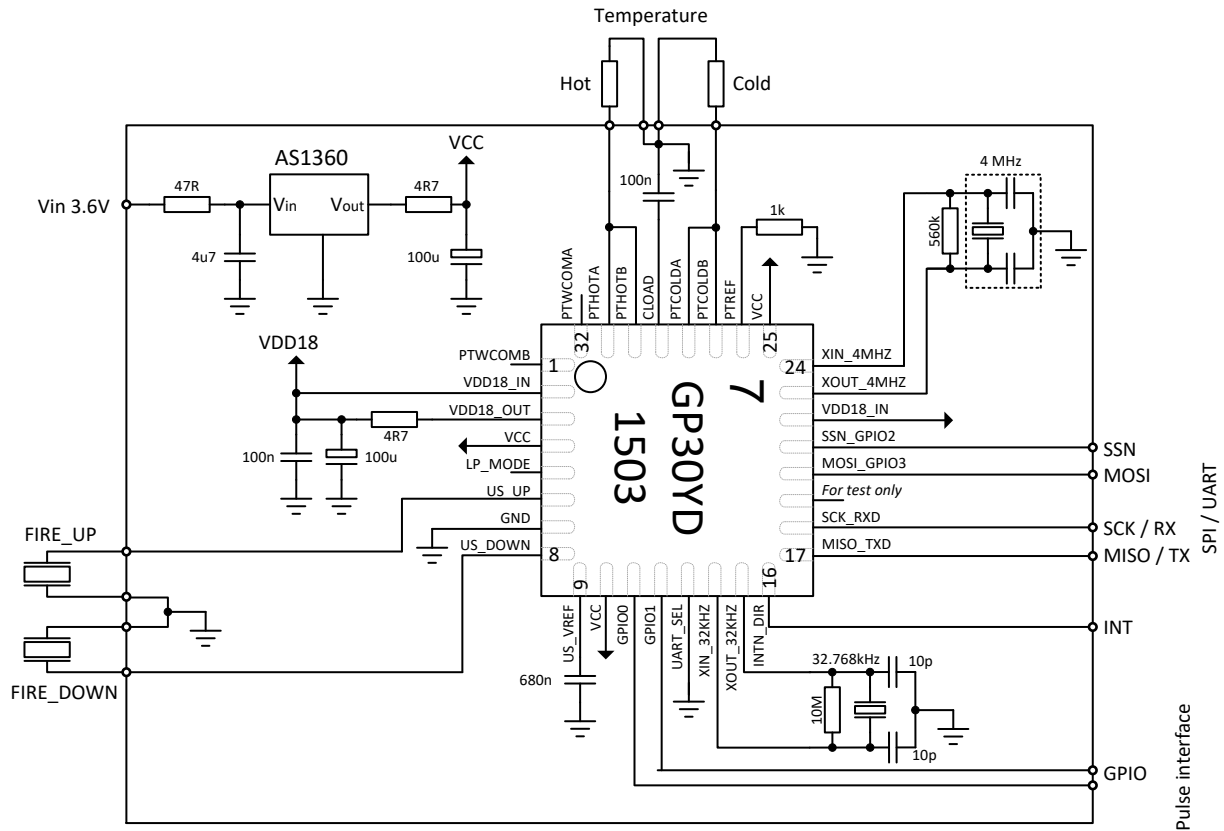 Temperature
Hot
Cold
AS1360
VCC
Vin 3.6V
47R
Vin
Vout
4R7
4u7
100u
100n
1k
4 MHz
560k
PTWCOMA
PTHOTA
PTHOTB
CLOAD
PTCOLDA
PTCOLDB
PTREF
VCC
32
25
VDD18
PTWCOMB
1
VDD18_IN
VDD18_OUT
4R7
VCC
100n
100u
LP_MODE
US_UP
GND
US_DOWN
8
7
GP30YD
1503
24
XIN_4MHZ
XOUT_4MHZ
VDD18_IN
SSN_GPIO2
MOSI_GPIO3
For test only
SCK_RXD
MISO_TXD
17
SSN
MOSI
SCK / RX
MISO / TX
SPI / UART
FIRE_UP
FIRE_DOWN
9
16
US_VREF
VCC
GPIO0
GPIO1
UART_SEL
XIN_32KHZ
XOUT_32KHZ
INTN_DIR
INT
680n
32.768kHz
10p
10M
10p
GPIO
Pulse interface